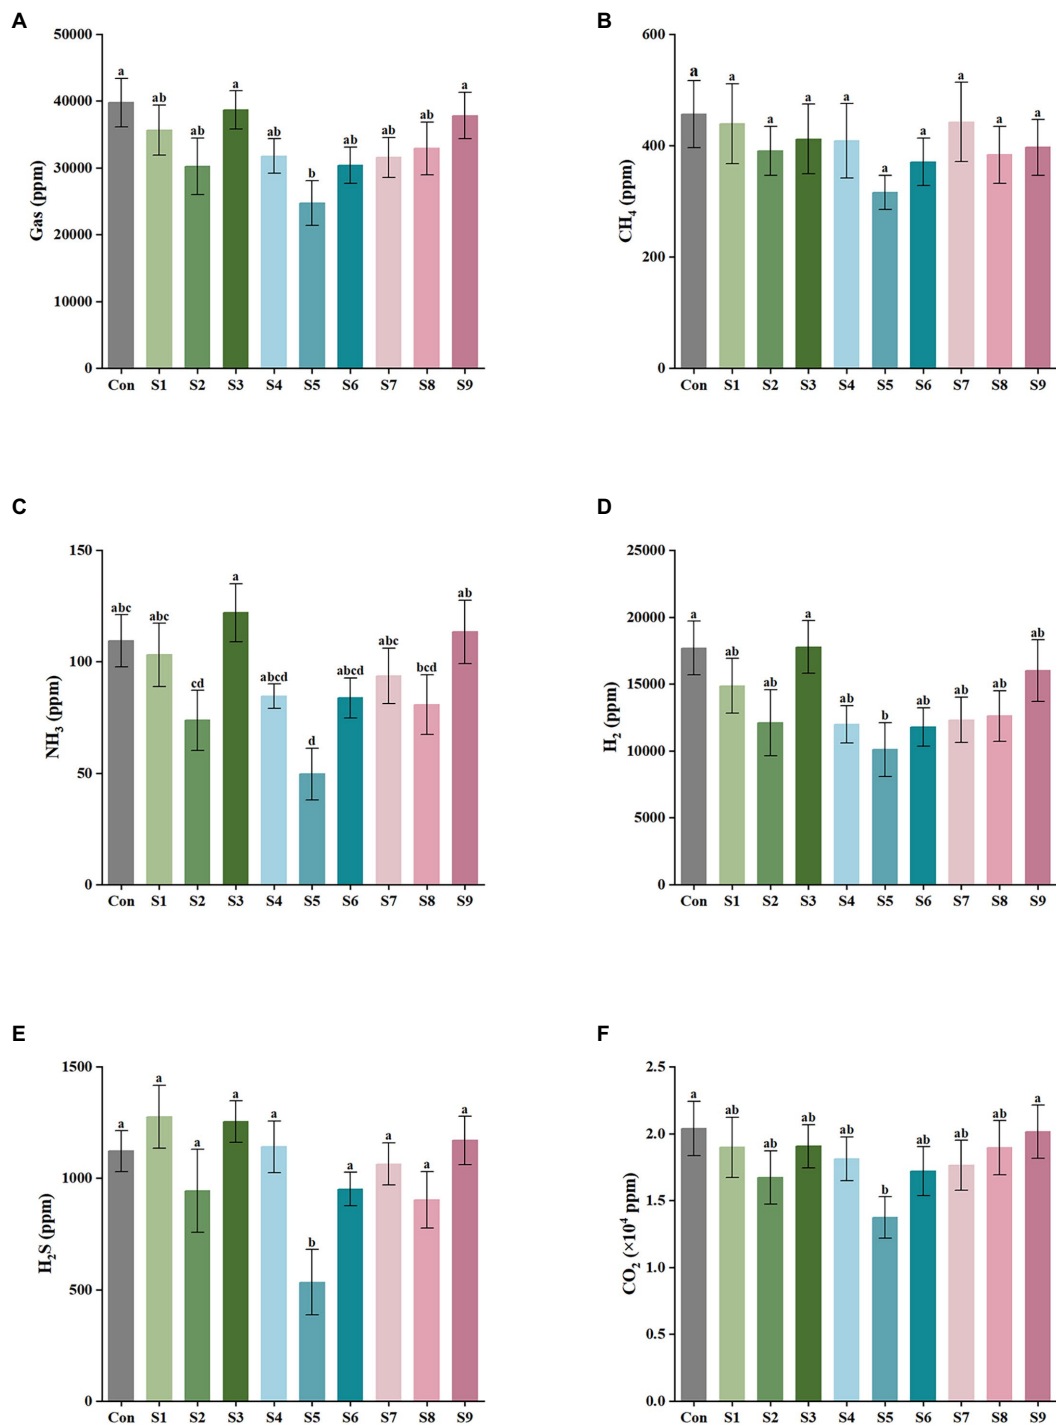 A
Gas (ppm)
50000
40000
30000
20000
10000
0
a
ab
ab
a
ab
b
ab
ab
ab
a
Con S1 S2 S3 S4 S5 S6 S7 S8 S9
B
CH4 (ppm)
600
400
200
0
a
a
a
a
a
a
a
a
a
a
Con S1 S2 S3 S4 S5 S6 S7 S8 S9
C
NH3 (ppm)
150
100
50
0
abc
abc
cd
a
abcd
d
abcd
abc
bcd
ab
Con S1 S2 S3 S4 S5 S6 S7 S8 S9
D
H2 (ppm)
25000
20000
15000
10000
5000
0
a
ab
ab
a
ab
b
ab
ab
ab
ab
Con S1 S2 S3 S4 S5 S6 S7 S8 S9
E
H2S (ppm)
1500
1000
500
0
a
a
a
a
a
b
a
a
a
a
Con S1 S2 S3 S4 S5 S6 S7 S8 S9
F
CO2 (×10⁴ ppm)
2.5
2.0
1.5
1.0
0.5
0.0
a
ab
ab
ab
ab
b
ab
ab
ab
a
Con S1 S2 S3 S4 S5 S6 S7 S8 S9